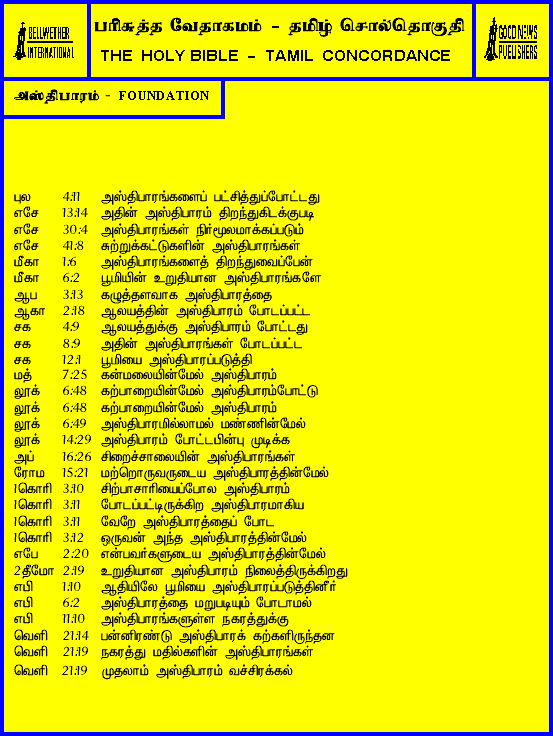 BELLWETHER
INTERNATIONAL
பரிசுத்த வேதாகமம் - தமிழ் சொல்தொகுதி
THE HOLY BIBLE - TAMIL CONCORDANCE
GOOD NEWS
PUBLISHERS
அஸ்திபாரம் - FOUNDATION
புல 4:11 அஸ்திபாரங்களைப் பட்சித்துப்போட்டது
எசே 13:14 அதின் அஸ்திபாரம் திறந்துகிடக்கும்படி
எசே 30:4 அஸ்திபாரங்கள் நிர்மூலமாக்கப்படும்
எசே 41:8 சுற்றுக்கட்டுகளின் அஸ்திபாரங்கள்
மீகா 1:6 அஸ்திபாரங்களைத் திறந்துவைப்பேன்
மீகா 6:2 பூமியின் உறுதியான அஸ்திபாரங்களே
ஆப 3:13 கழுத்தளவாக அஸ்திபாரத்தை
ஆகா 2:18 ஆலயத்தின் அஸ்திபாரம் போடப்பட்ட
சக 4:9 ஆலயத்துக்கு அஸ்திபாரம் போட்டது
சக 8:9 அதின் அஸ்திபாரங்கள் போடப்பட்ட
சக 12:1 பூமியை அஸ்திபாரப்படுத்தி
மத் 7:25 கன்மலையின்மேல் அஸ்திபாரம்
லூக் 6:48 கற்பாறையின்மேல் அஸ்திபாரம்போட்டு
லூக் 6:48 கற்பாறையின்மேல் அஸ்திபாரம்
லூக் 6:49 அஸ்திபாரமில்லாமல் மண்ணின்மேல்
லூக் 14:29 அஸ்திபாரம் போட்டபின்பு முடிக்க
அப் 16:26 சிறைச்சாலையின் அஸ்திபாரங்கள்
ரோம 15:21 மற்றொருவருடைய அஸ்திபாரத்தின்மேல்
1கொரி 3:10 சிற்பாசாரியைப்போல அஸ்திபாரம்
1கொரி 3:11 போடப்பட்டிருக்கிற அஸ்திபாரமாகிய
1கொரி 3:11 வேறே அஸ்திபாரத்தைப் போட
1கொரி 3:12 ஒருவன் அந்த அஸ்திபாரத்தின்மேல்
எபே 2:20 என்பவர்களுடைய அஸ்திபாரத்தின்மேல்
2தீமோ 2:19 உறுதியான அஸ்திபாரம் நிலைத்திருக்கிறது
எபி 1:10 ஆதியிலே பூமியை அஸ்திபாரப்படுத்தினீர்
எபி 6:2 அஸ்திபாரத்தை மறுபடியும் போடாமல்
எபி 11:10 அஸ்திபாரங்களுள்ள நகரத்துக்கு
வெளி 21:14 பன்னிரண்டு அஸ்திபாரக் கற்களிருந்தன
வெளி 21:19 நகரத்து மதில்களின் அஸ்திபாரங்கள்
வெளி 21:19 முதலாம் அஸ்திபாரம் வச்சிரக்கல்